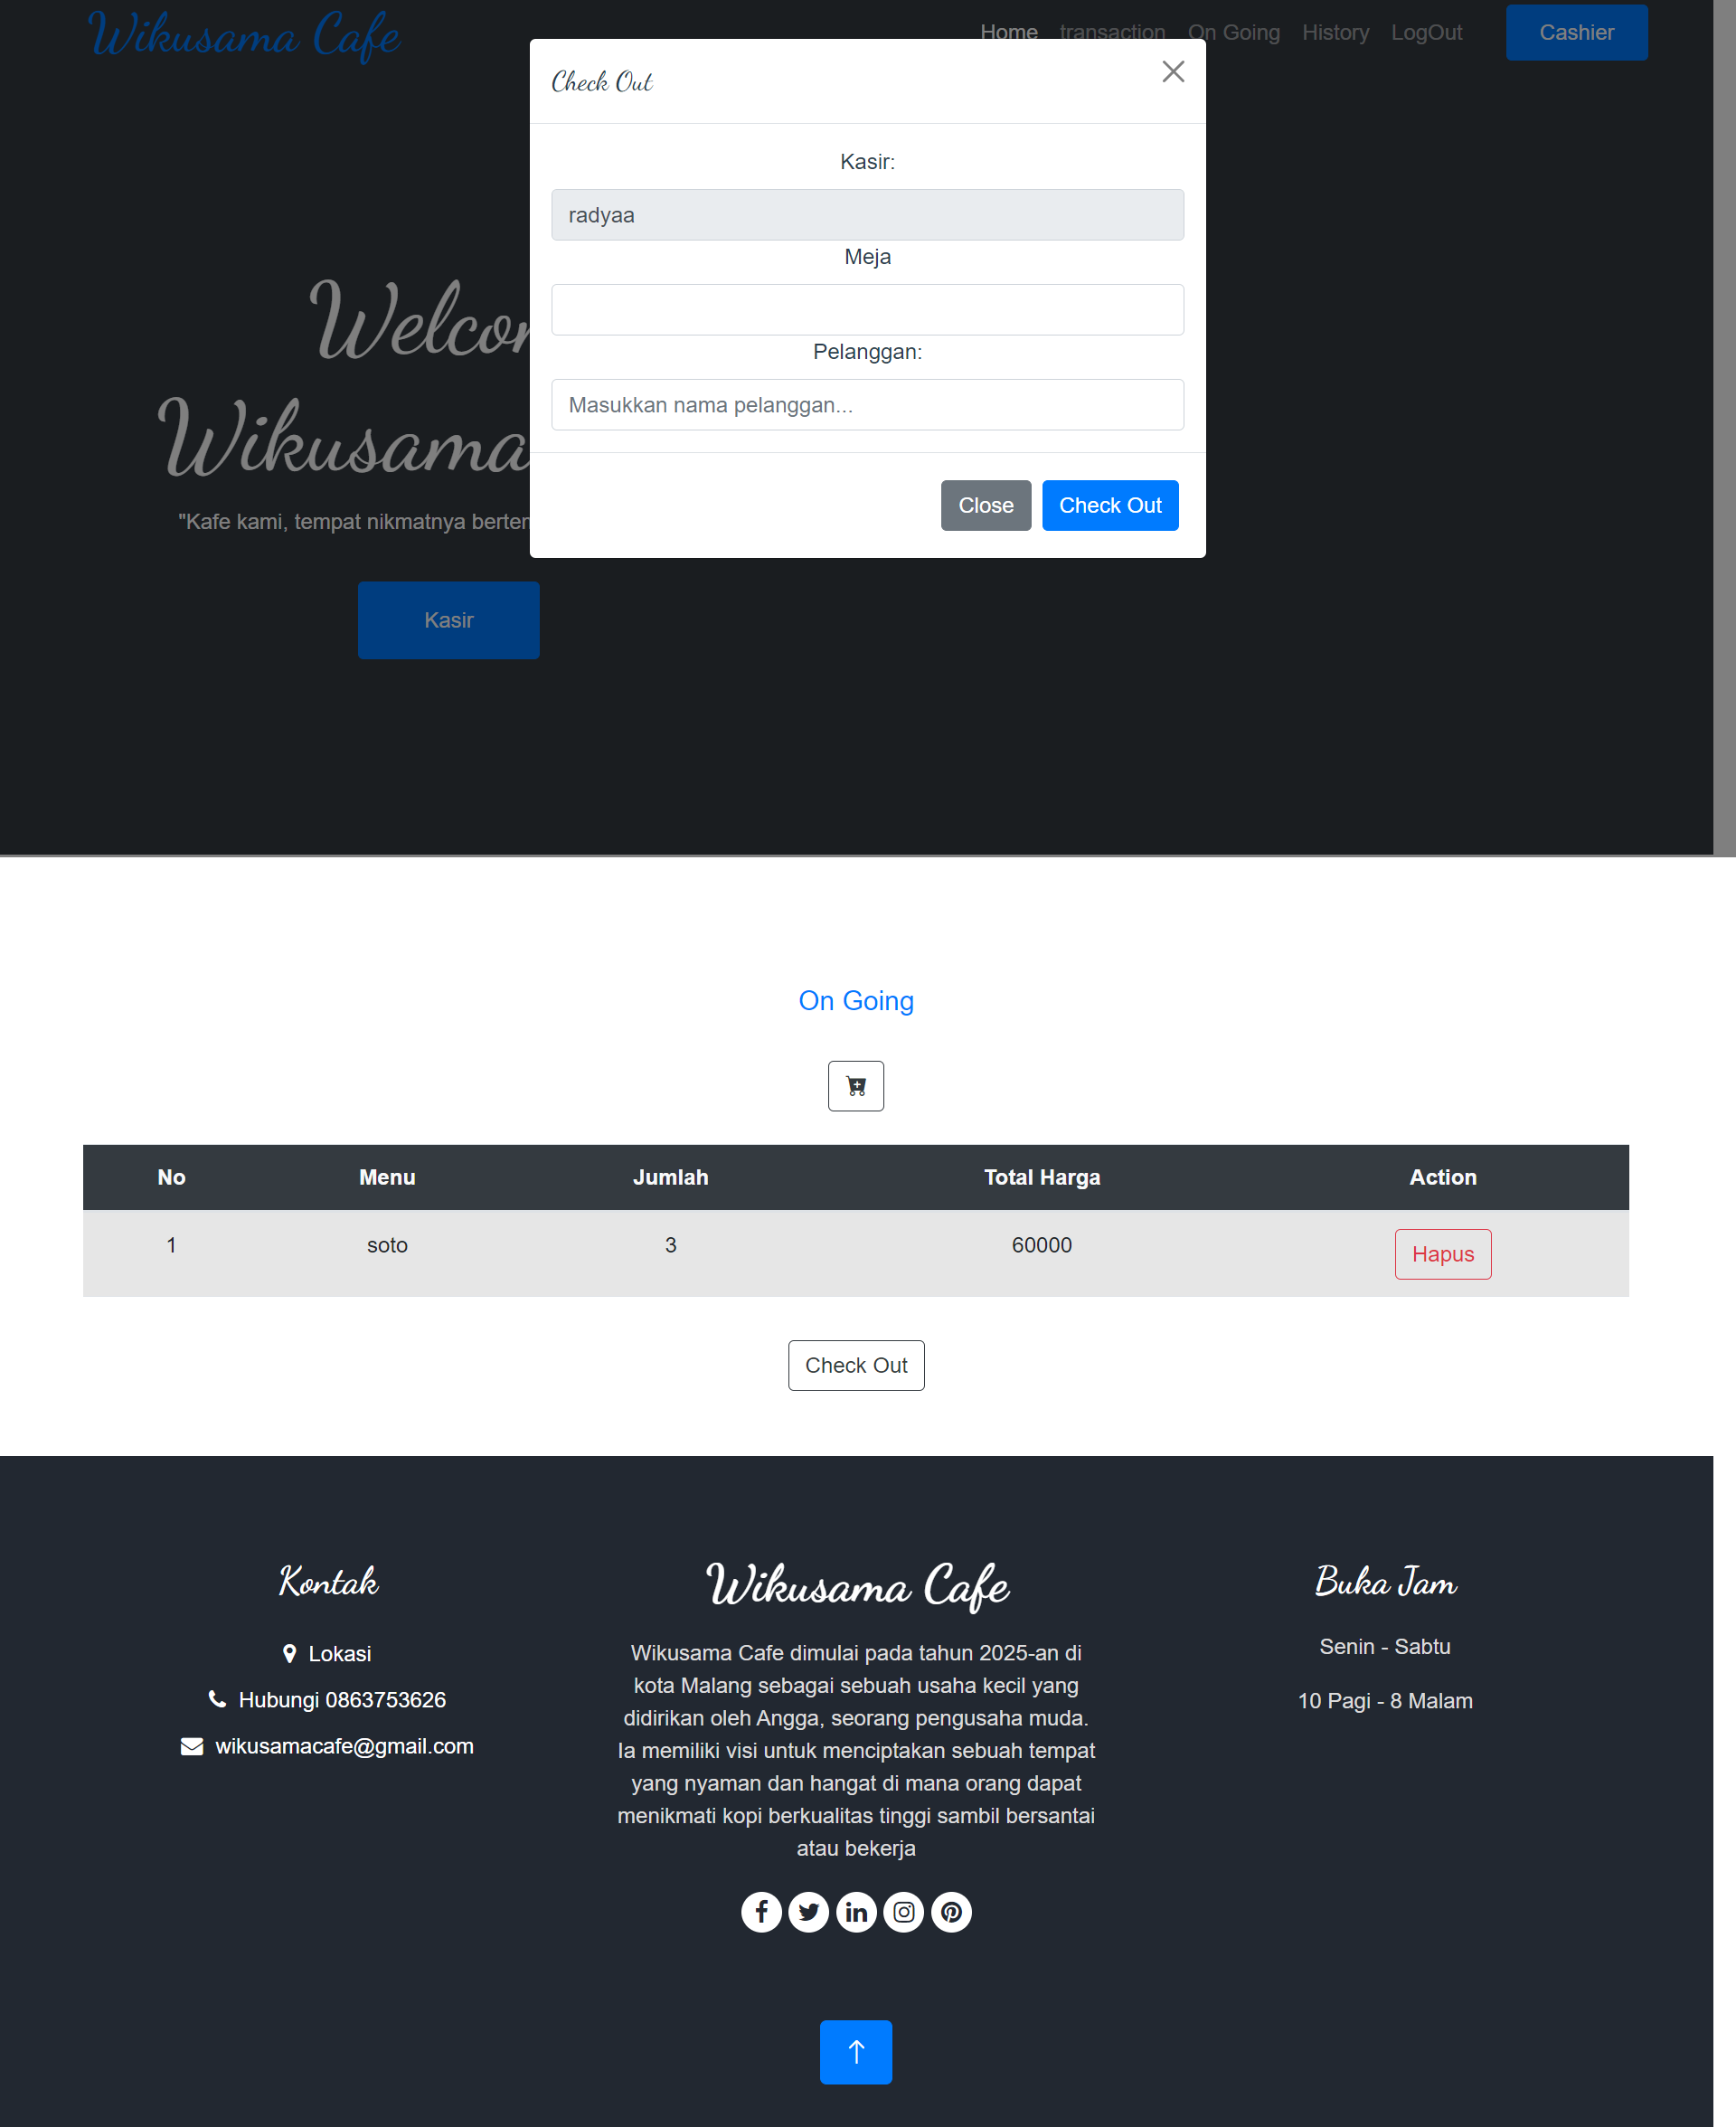 Wikusama Cafe
Home transaction On Going History LogOut Cashier
Check Out
Kasir:
radyaa
Meja
Pelanggan:
Masukkan nama pelanggan...
Close Check Out
Wikusama
"Kafe kami, tempat nikmatnya
Kasir
On Going
No Menu Jumlah Total Harga Action
1 soto 3 60000 Hapus
Check Out
Kontak
Lokasi
Hubungi 0863753626
wikusamacafe@gmail.com
Wikusama Cafe
Wikusama Cafe dimulai pada tahun 2025-an di
kota Malang sebagai sebuah usaha kecil yang
didirikan oleh Angga, seorang pengusaha muda.
Ia memiliki visi untuk menciptakan sebuah tempat
yang nyaman dan hangat di mana orang dapat
menikmati kopi berkualitas tinggi sambil bersantai
atau bekerja
Buka Jam
Senin - Sabtu
10 Pagi - 8 Malam